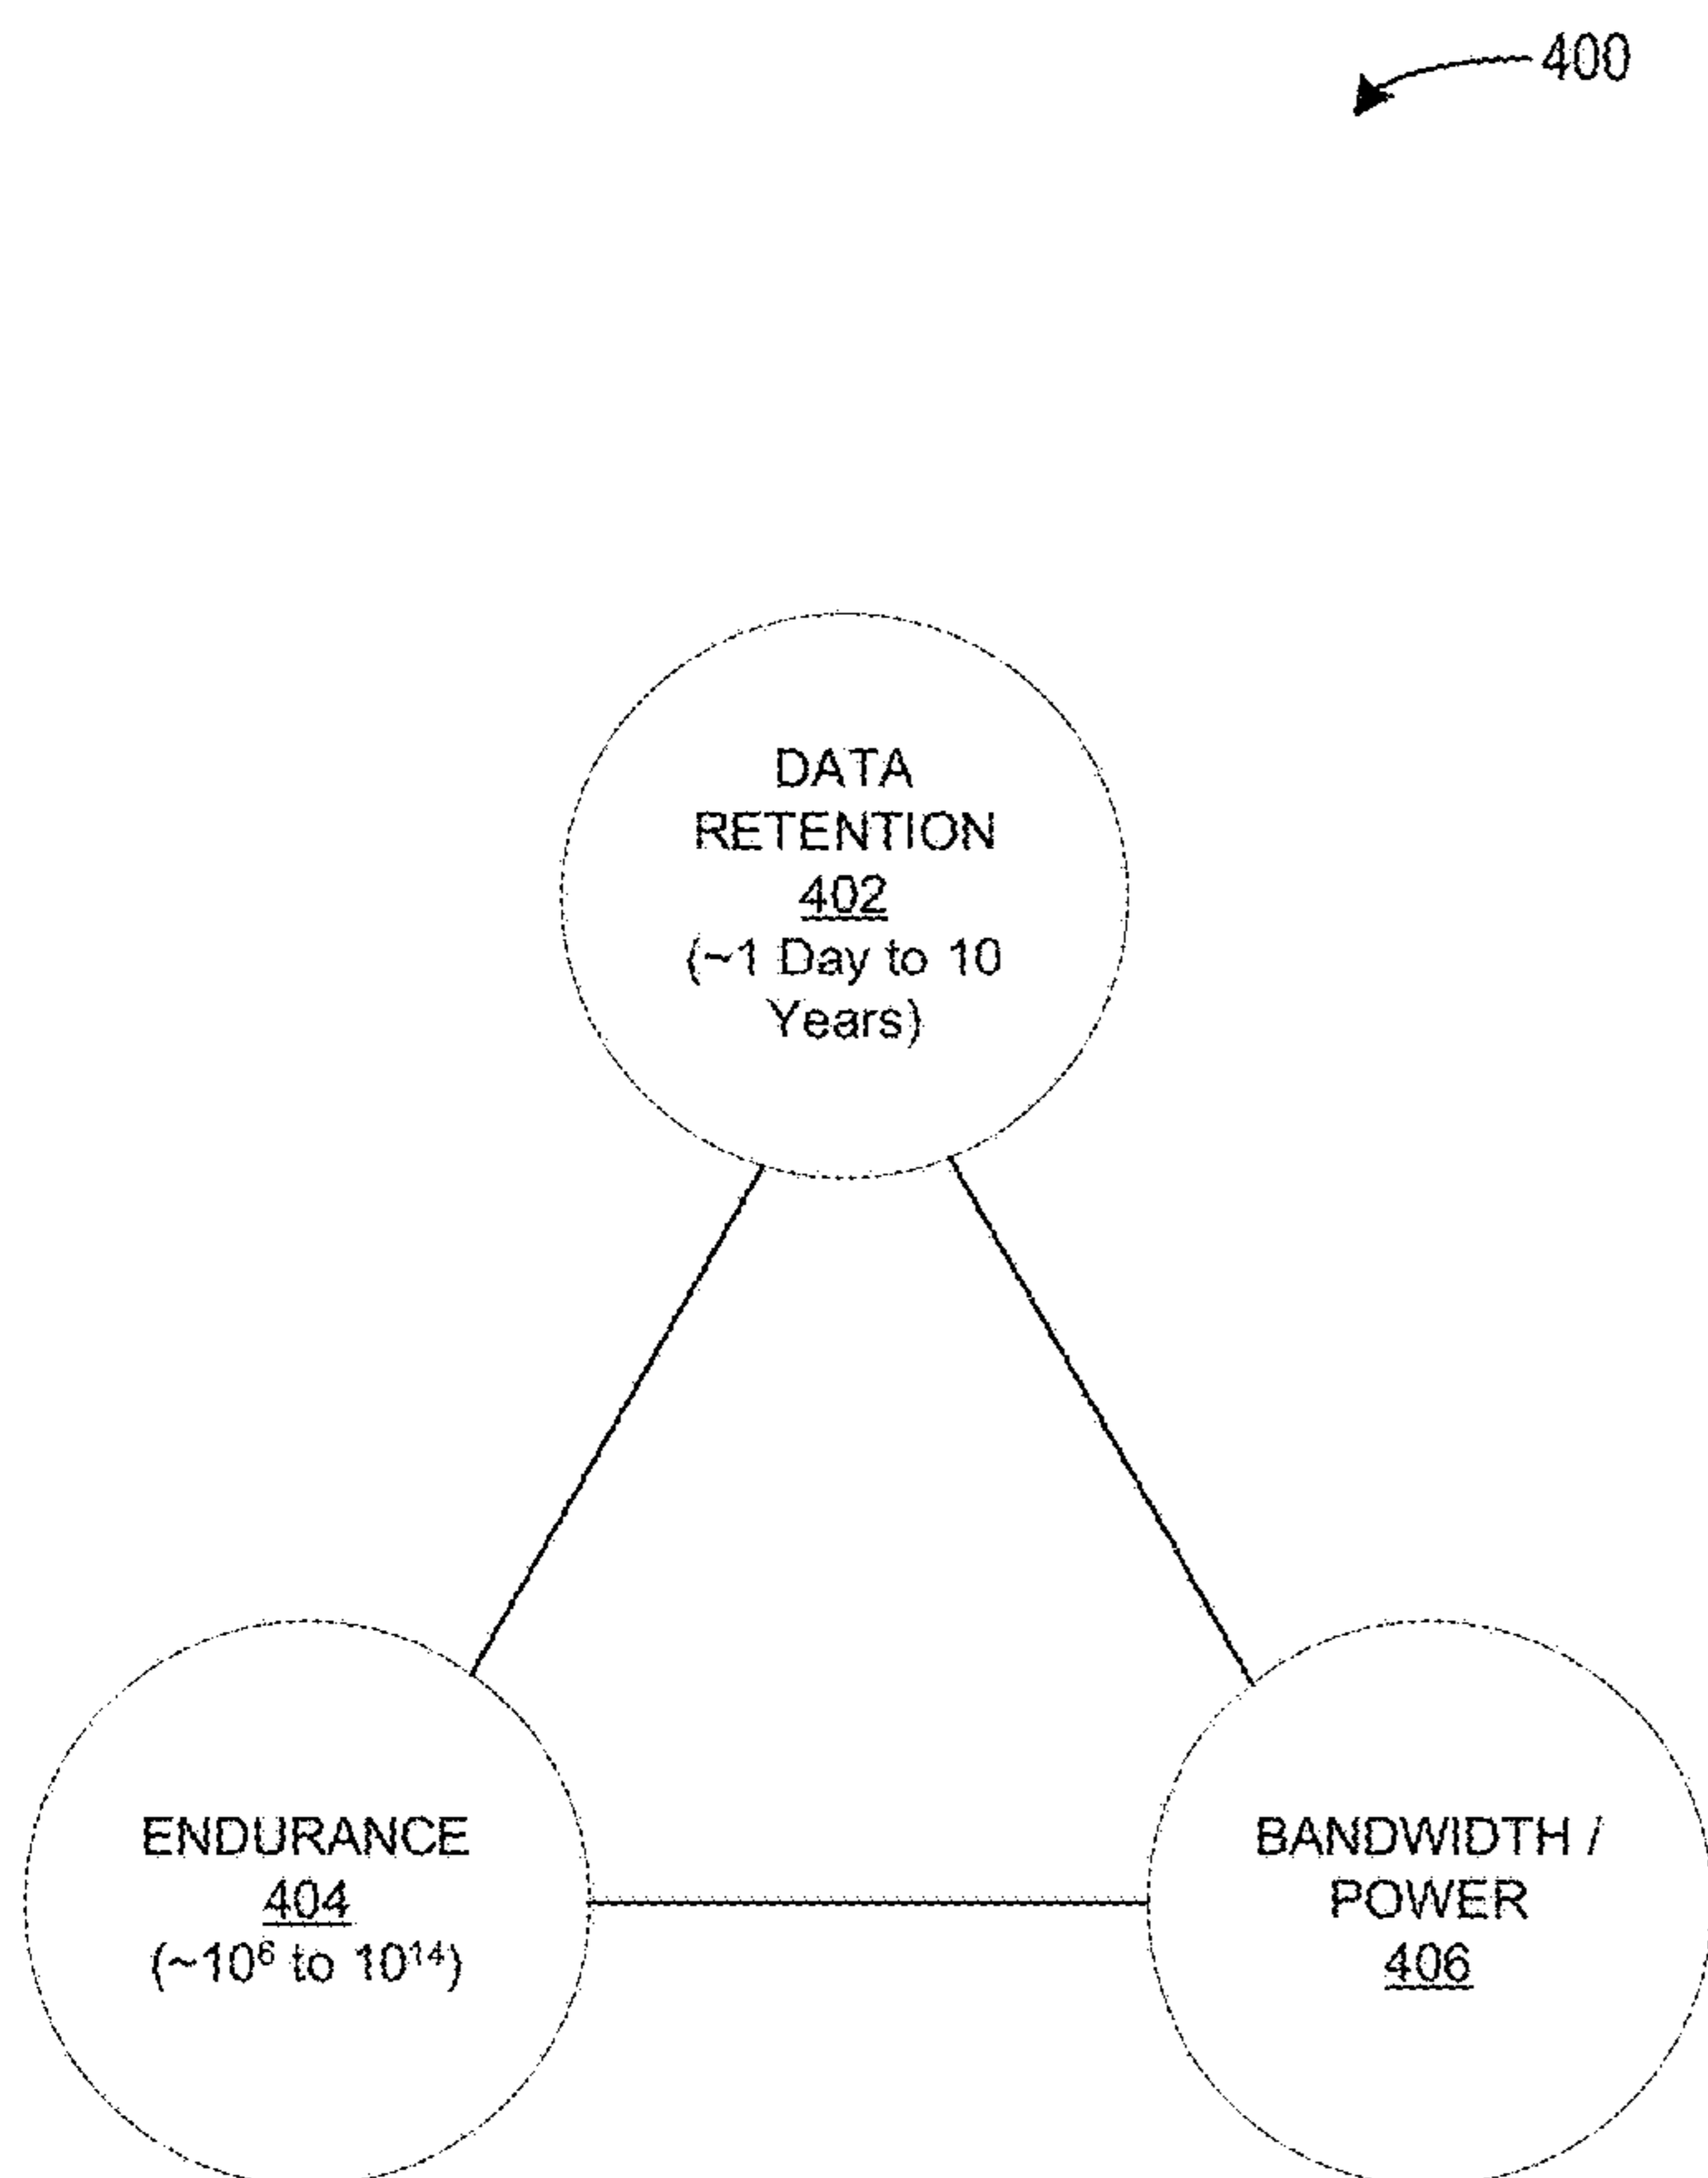 400
DATA
RETENTION
402
(~1 Day to 10
Years)
ENDURANCE
404
(~10⁶ to 10¹⁴)
BANDWIDTH /
POWER
406